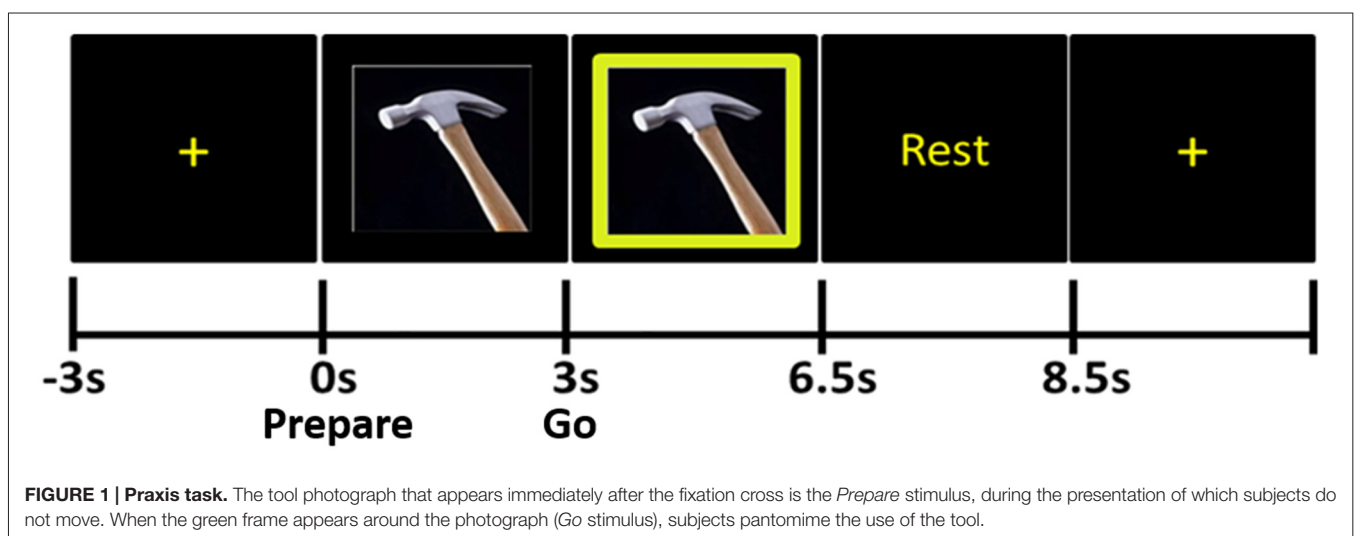 +
Rest
+
-3s 0s 3s 6.5s 8.5s
Prepare Go
FIGURE 1 | Praxis task. The tool photograph that appears immediately after the fixation cross is the Prepare stimulus, during the presentation of which subjects do
not move. When the green frame appears around the photograph (Go stimulus), subjects pantomime the use of the tool.